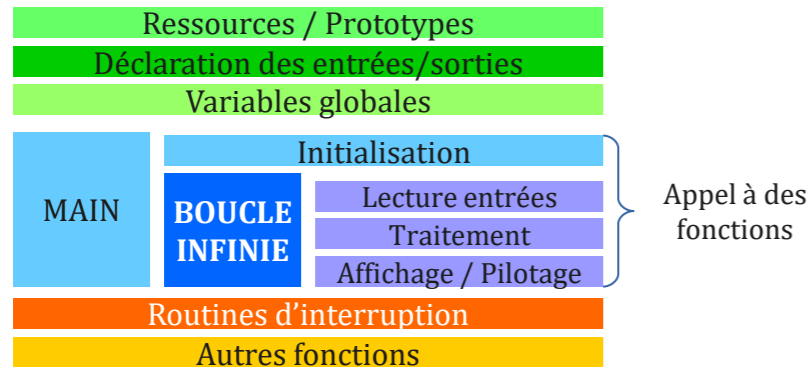 Ressources / Prototypes
Déclaration des entrées/sorties
Variables globales
MAIN
Initialisation
BOUCLE
INFINIE
Lecture entrées
Traitement
Affichage / Pilotage
Appel à des
fonctions
Routines d’interruption
Autres fonctions